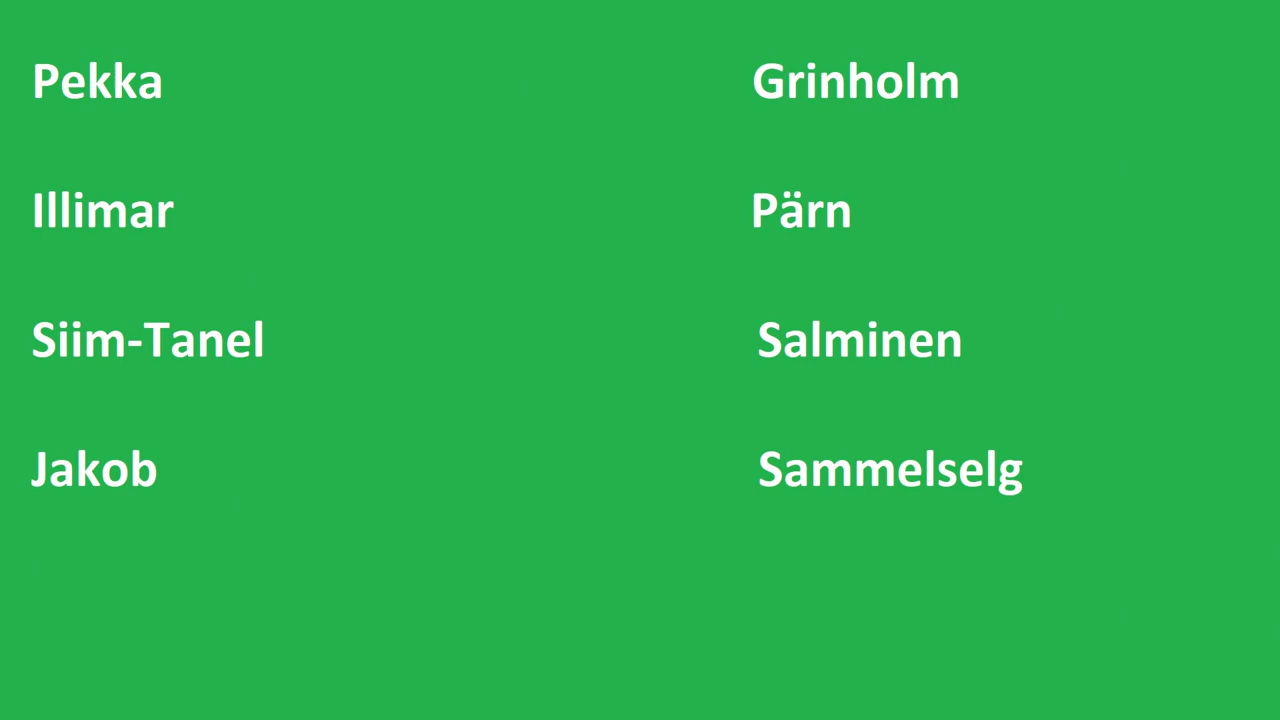 Pekka Grinholm
Illimar Pärn
Siim-Tanel Salminen
Jakob Sammelselg